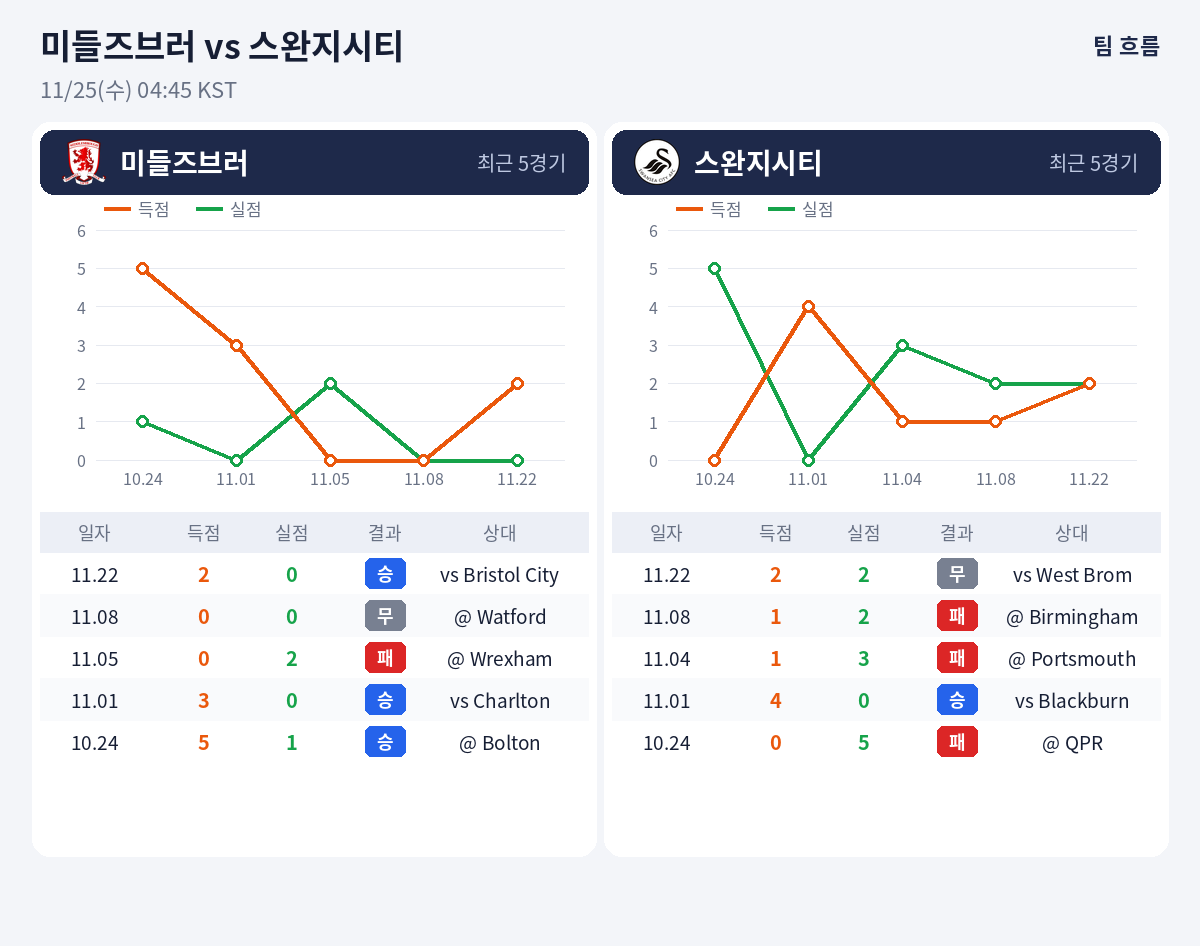 미들즈브러 vs 스완지시티
팀 흐름
11/25(수) 04:45 KST
미들즈브러
최근 5경기
득점 실점
6
5
4
3
2
1
0
10.24 11.01 11.05 11.08 11.22
일자 득점 실점 결과 상대
11.22 2 0 승 vs Bristol City
11.08 0 0 무 @ Watford
11.05 0 2 패 @ Wrexham
11.01 3 0 승 vs Charlton
10.24 5 1 승 @ Bolton
스완지시티
최근 5경기
득점 실점
6
5
4
3
2
1
0
10.24 11.01 11.04 11.08 11.22
일자 득점 실점 결과 상대
11.22 2 2 무 vs West Brom
11.08 1 2 패 @ Birmingham
11.04 1 3 패 @ Portsmouth
11.01 4 0 승 vs Blackburn
10.24 0 5 패 @ QPR